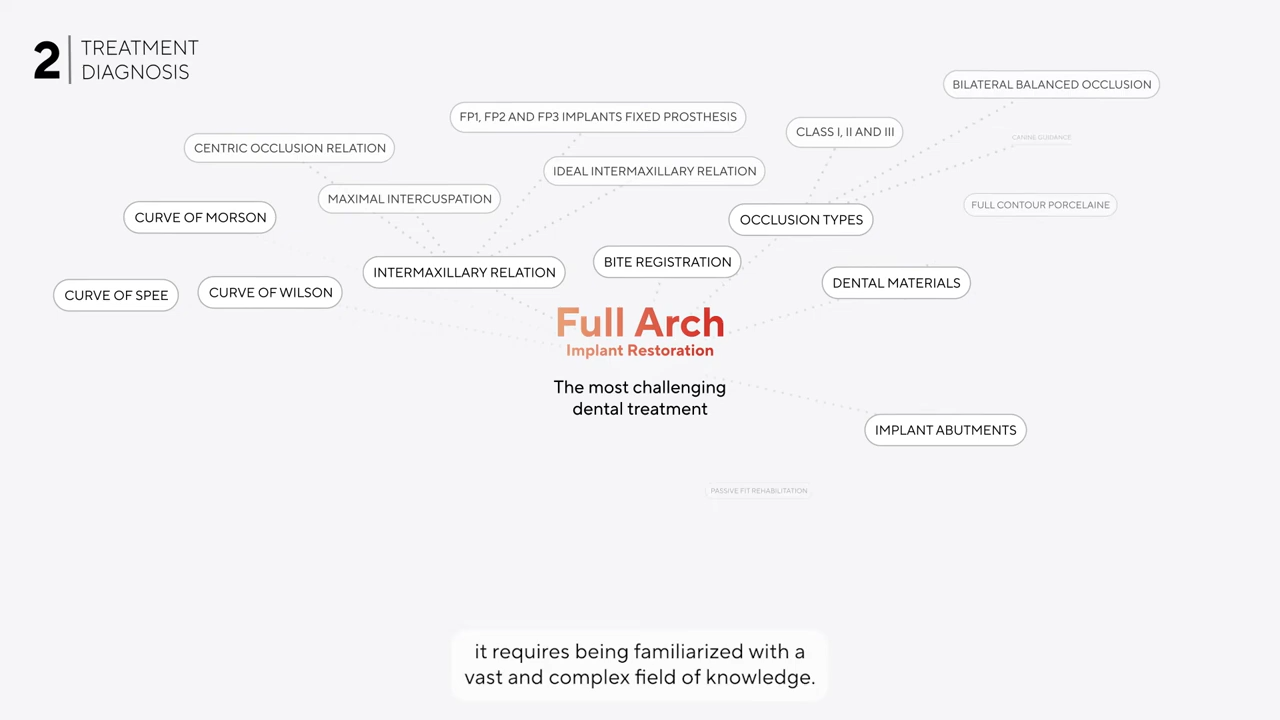 2
TREATMENT
DIAGNOSIS
BILATERAL BALANCED OCCLUSION
FP1, FP2 AND FP3 IMPLANTS FIXED PROSTHESIS
CLASS I, II AND III
CANINE GUIDANCE
CENTRIC OCCLUSION RELATION
IDEAL INTERMAXILLARY RELATION
MAXIMAL INTERCUSPATION
FULL CONTOUR PORCELAINE
CURVE OF MORSON
OCCLUSION TYPES
BITE REGISTRATION
INTERMAXILLARY RELATION
DENTAL MATERIALS
CURVE OF SPEE
CURVE OF WILSON
Full Arch
Implant Restoration
The most challenging
dental treatment
IMPLANT ABUTMENTS
PASSIVE FIT REHABILITATION
it requires being familiarized with a
vast and complex field of knowledge.